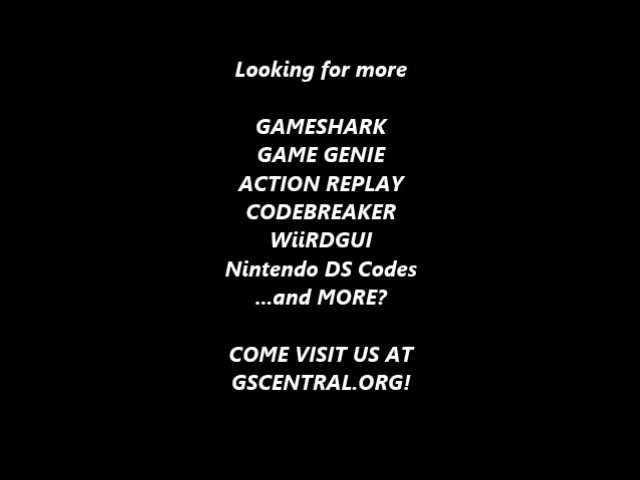 Looking for more
GAMESHARK
GAME GENIE
ACTION REPLAY
CODEBREAKER
WiiRDGUI
Nintendo DS Codes
...and MORE?
COME VISIT US AT
GSCENTRAL.ORG!